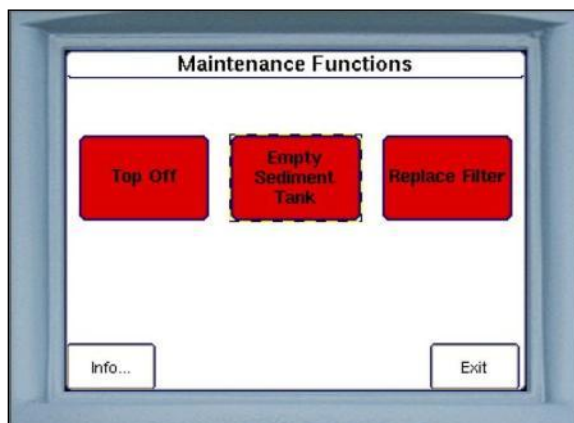 Maintenance Functions
Top Off
Empty
Sediment
Tank
Replace Filter
Info...
Exit